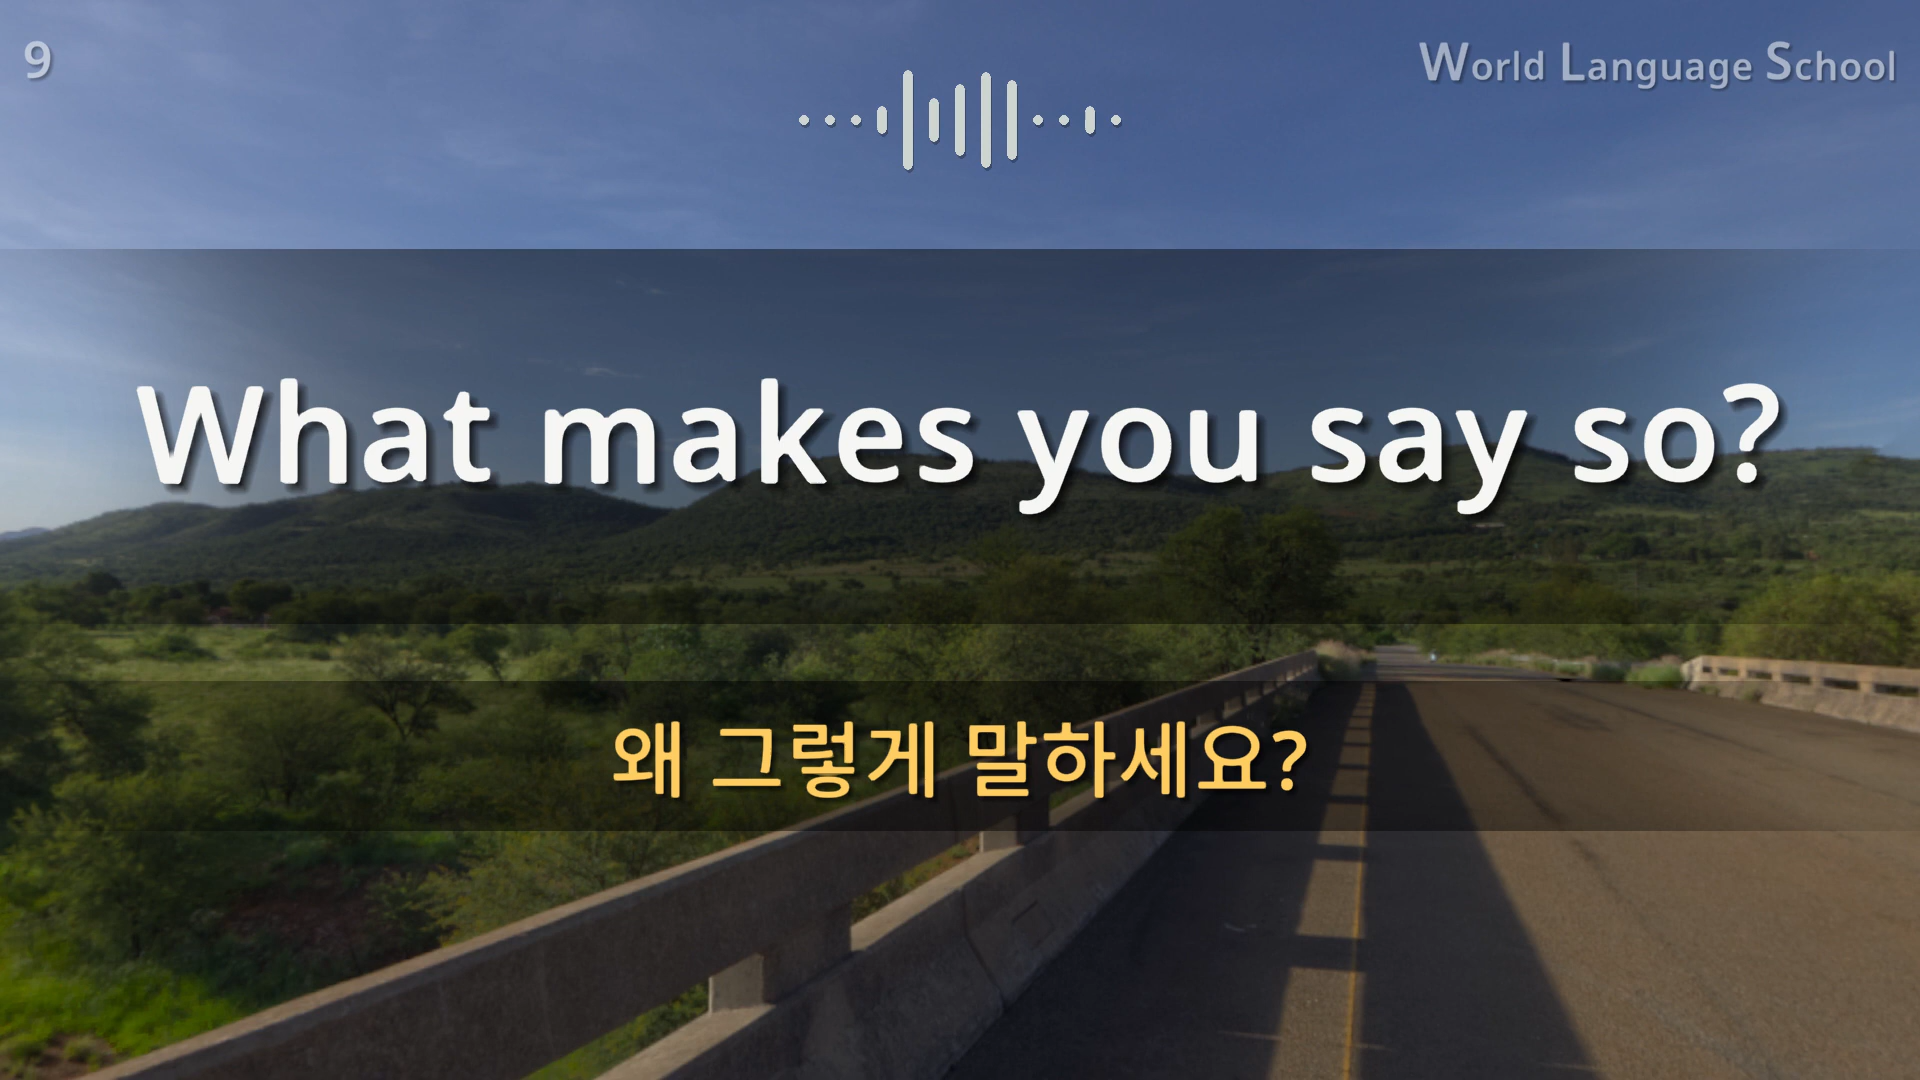 9
World Language School
What makes you say so?
왜 그렇게 말하세요?